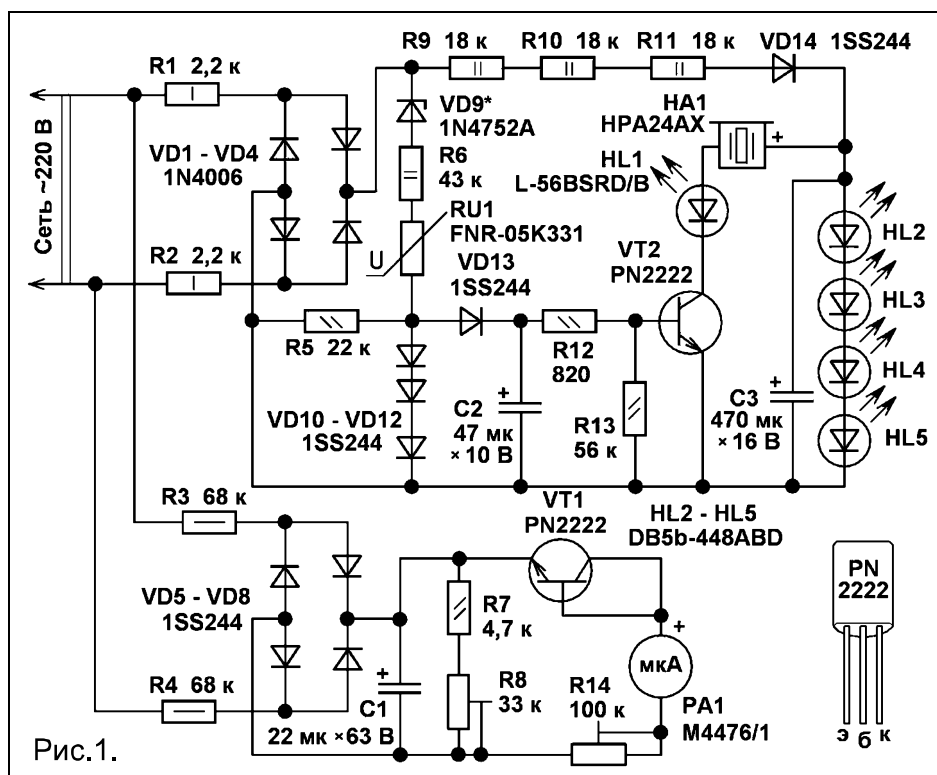 R9 18 к
R10 18 к
R11 18 к
VD14 1SS244
R1 2,2 к
VD9*
1N4752A
HA1
HPA24AX
+
VD1 - VD4
1N4006
R6
43 к
HL1
L-56BSRD/B
Сеть ~220 В
RU1
FNR-05K331
U
R2 2,2 к
VD13
1SS244
VT2
PN2222
HL2
HL3
R5 22 к
R12
820
HL4
VD10 - VD12
1SS244
+
C2
47 мк
×10 В
R13
56 к
+
C3
470 мк
×16 В
HL5
R3 68 к
VT1
PN2222
HL2 - HL5
DB5b-448ABD
VD5 - VD8
1SS244
R7
4,7 к
+
мкА
PN
2222
R4 68 к
+
C1
22 мк ×63 В
R8
33 к
R14
100 к
PA1
M4476/1
э б к
Рис.1.